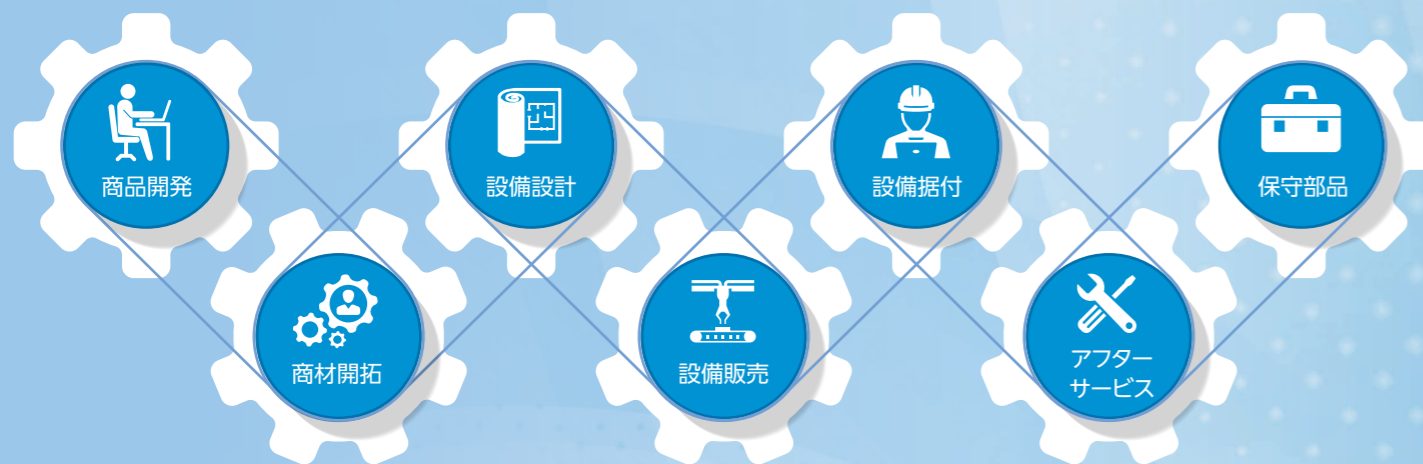 商品開発
設備設計
設備据付
保守部品
商材開拓
設備販売
アフター
サービス